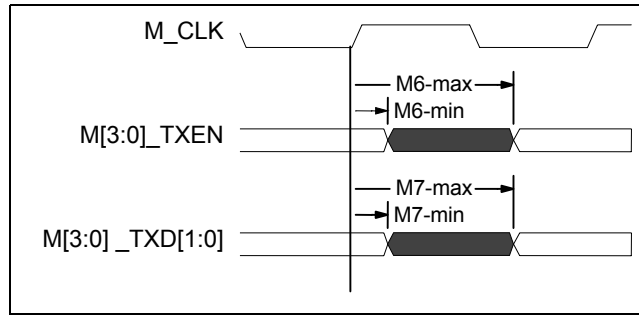 M_CLK
M6-max
M6-min
M[3:0]_TXEN
M7-max
M7-min
M[3:0] _TXD[1:0]